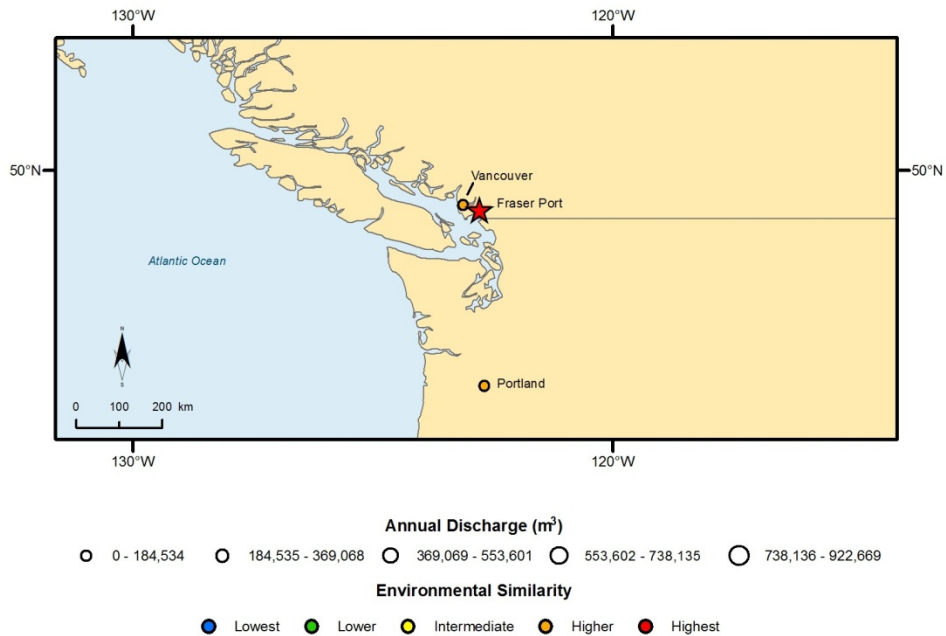 130°W 120°W
50°N 50°N
Vancouver
Fraser Port
Atlantic Ocean
N
S
Portland
0 100 200 km
130°W 120°W
Annual Discharge (m³)
0 - 184,534 184,535 - 369,068 369,069 - 553,601 553,602 - 738,135 738,136 - 922,669
Environmental Similarity
Lowest Lower Intermediate Higher Highest